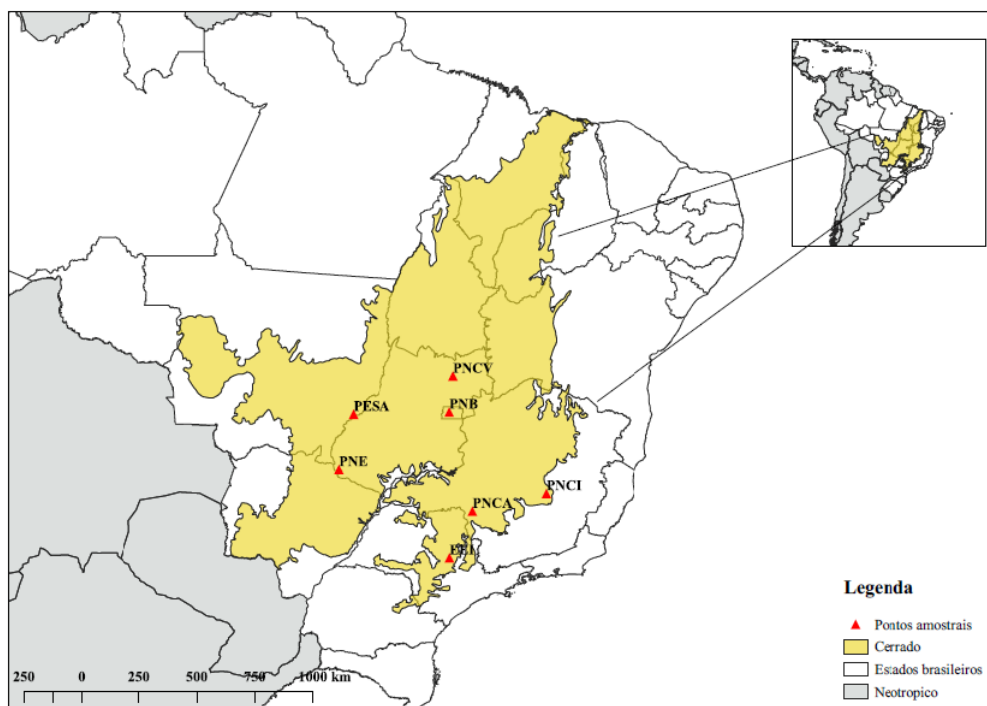 PNCV
PESA
PNB
PNE
PNCI
PNCA
EEI
Legenda
Pontos amostrais
Cerrado
Estados brasileiros
Neotropico
250 0 250 500 750 1000 km